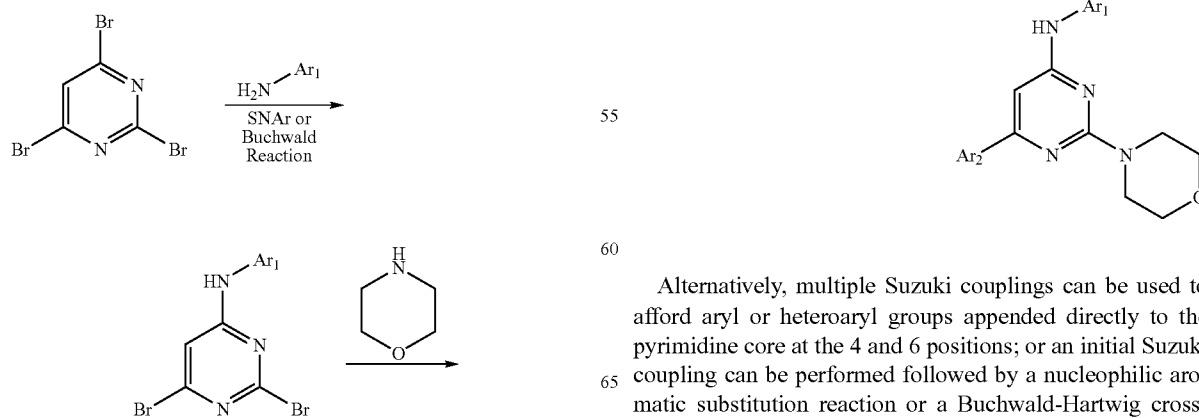 Br
N
Br
N
Br
H2N
Ar1
SNAr or
Buchwald
Reaction
HN
Ar1
N
Br
N
Br
H
N
O
HN
Ar1
55
N
Ar2
N
N
O
60
Alternatively, multiple Suzuki couplings can be used
afford aryl or heteroaryl groups appended directly to
pyrimidine core at the 4 and 6 positions; or an initial
65
coupling can be performed followed by a nucleophilic aro-
matic substitution reaction or a Buchwald-Hartwig cross-